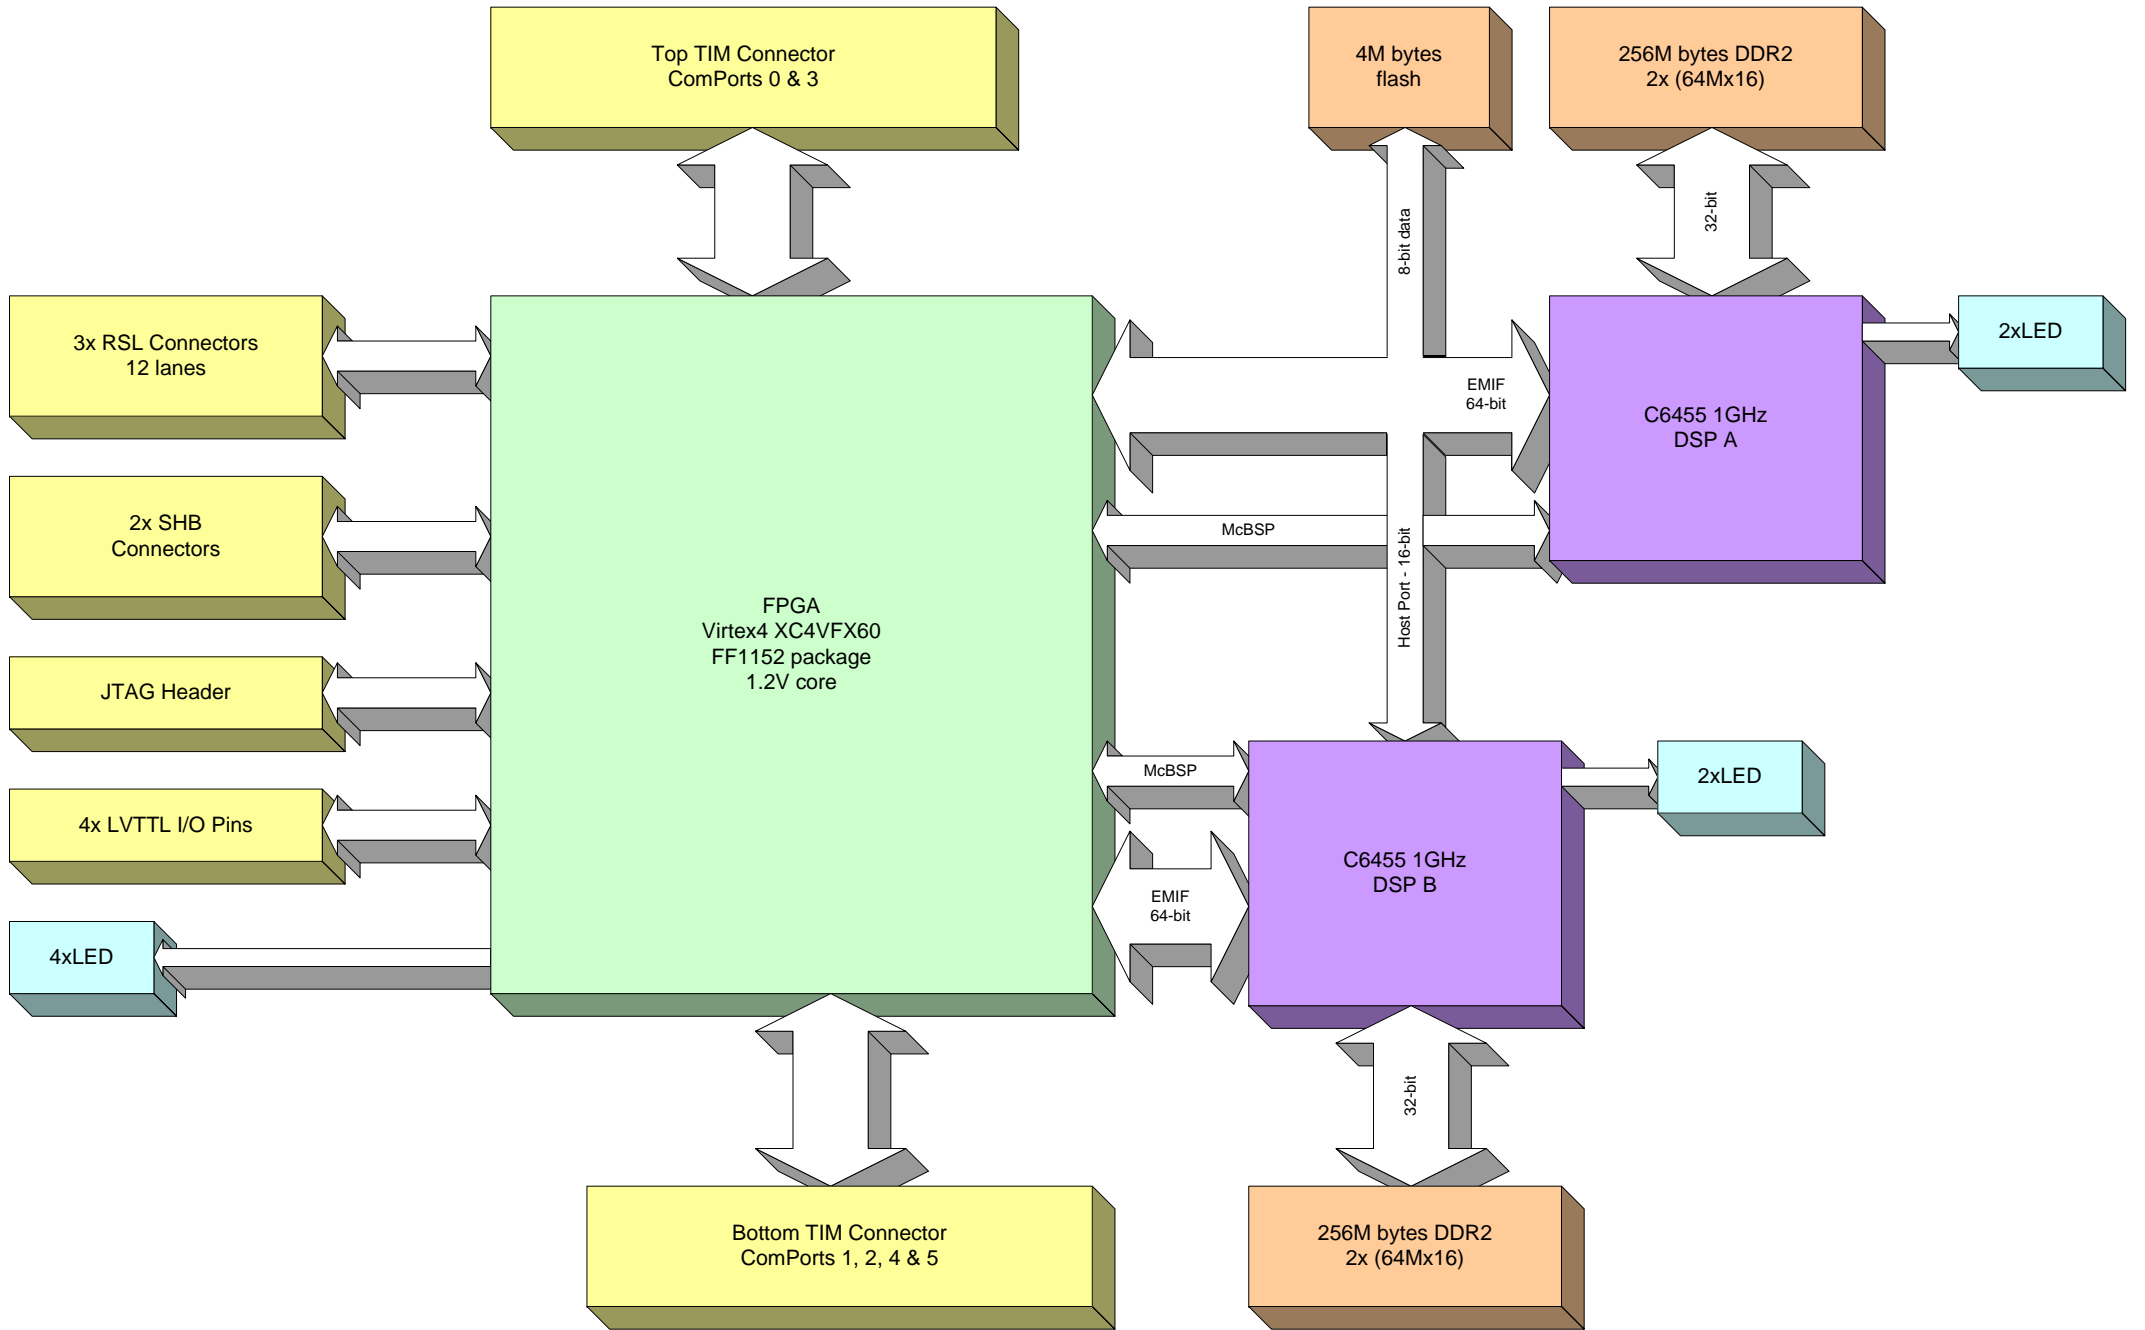 Top TIM Connector
ComPorts 0 & 3
4M bytes
flash
256M bytes DDR2
2x (64Mx16)
8-bit data
32-bit
3x RSL Connectors
12 lanes
2xLED
EMIF
64-bit
C6455 1GHz
DSP A
2x SHB
Connectors
McBSP
Host Port - 16-bit
FPGA
Virtex4 XC4VFX60
FF1152 package
1.2V core
JTAG Header
McBSP
2xLED
4x LVTTL I/O Pins
C6455 1GHz
DSP B
EMIF
64-bit
4xLED
32-bit
Bottom TIM Connector
ComPorts 1, 2, 4 & 5
256M bytes DDR2
2x (64Mx16)